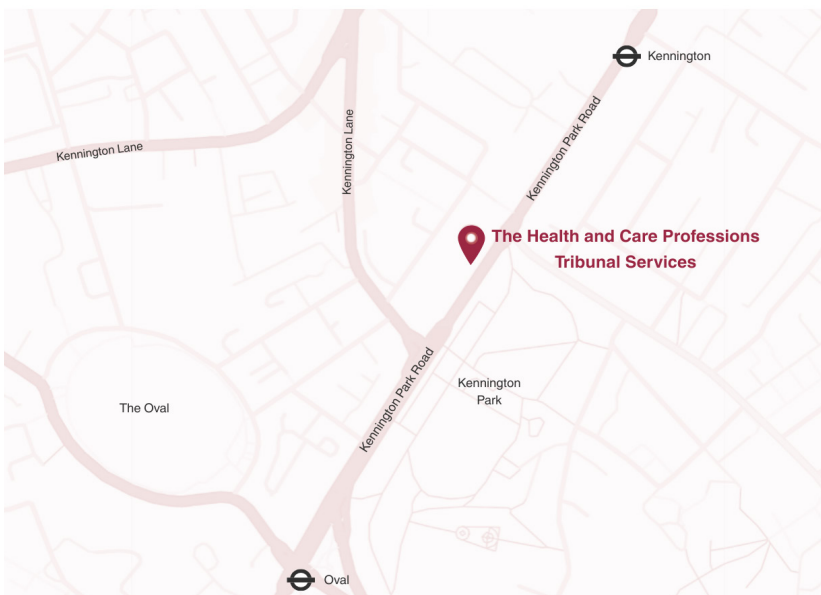 Kennington
Kennington Park Road
Kennington Lane
Kennington Lane
The Health and Care Professions
Tribunal Services
Kennington Park Road
Kennington
Park
The Oval
Oval